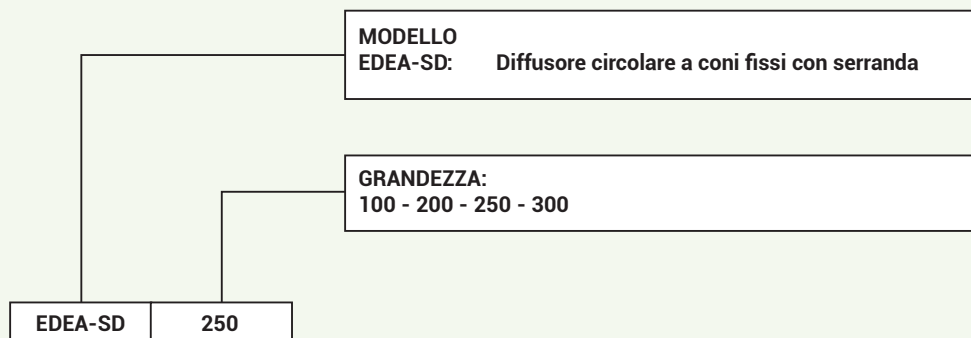 MODELLO
EDEA-SD: Diffusore circolare a coni fissi con serranda
GRANDEZZA:
100 - 200 - 250 - 300
EDEA-SD 250